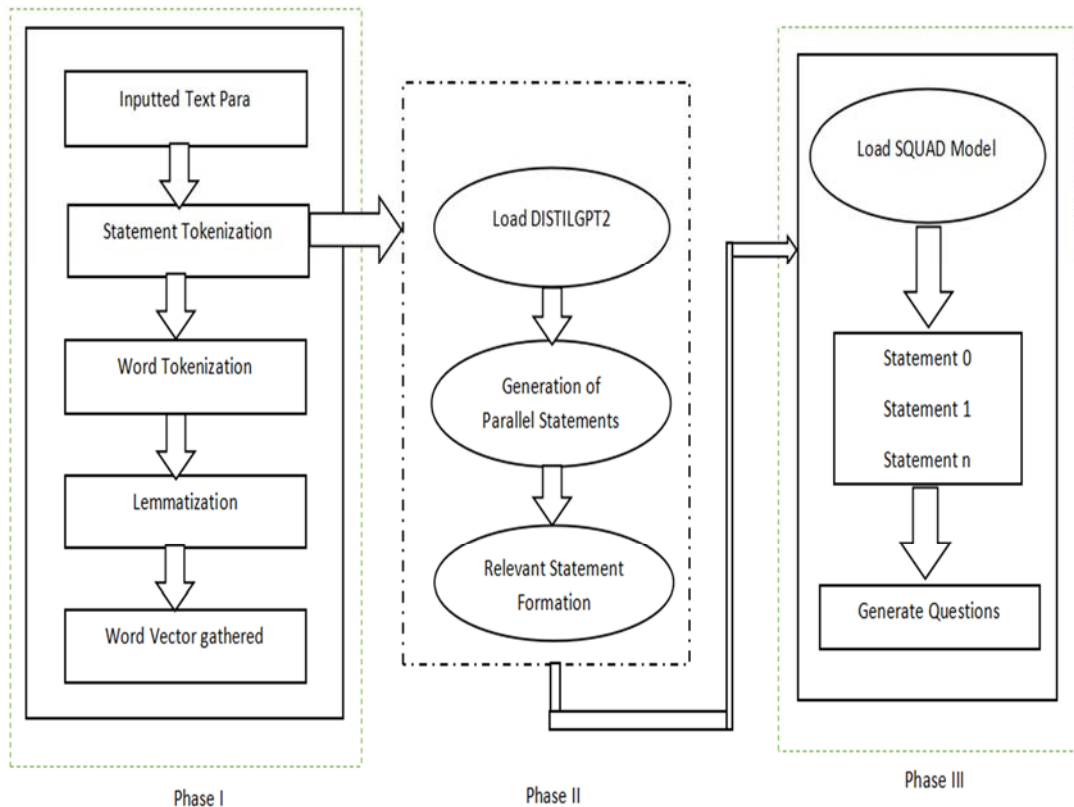 Inputted Text Para
Statement Tokenization
Word Tokenization
Lemmatization
Word Vector gathered
Phase I
Load DISTILGPT2
Generation of
Parallel Statements
Relevant Statement
Formation
Phase II
Load SQUAD Model
Statement 0
Statement 1
Statement n
Generate Questions
Phase III